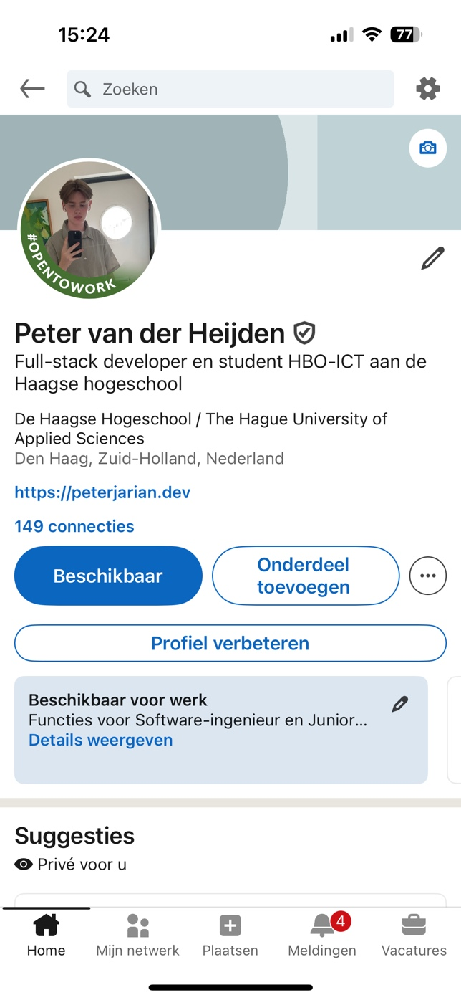 15:24
77
Zoeken
#OPENTOWORK
Peter van der Heijden
Full-stack developer en student HBO-ICT aan de
Haagse hogeschool
De Haagse Hogeschool / The Hague University of
Applied Sciences
Den Haag, Zuid-Holland, Nederland
https://peterjarian.dev
149 connecties
Beschikbaar
Onderdeel
toevoegen
Profiel verbeteren
Beschikbaar voor werk
Functies voor Software-ingenieur en Junior...
Details weergeven
Suggesties
Privé voor u
4
Home
Mijn netwerk
Plaatsen
Meldingen
Vacatures